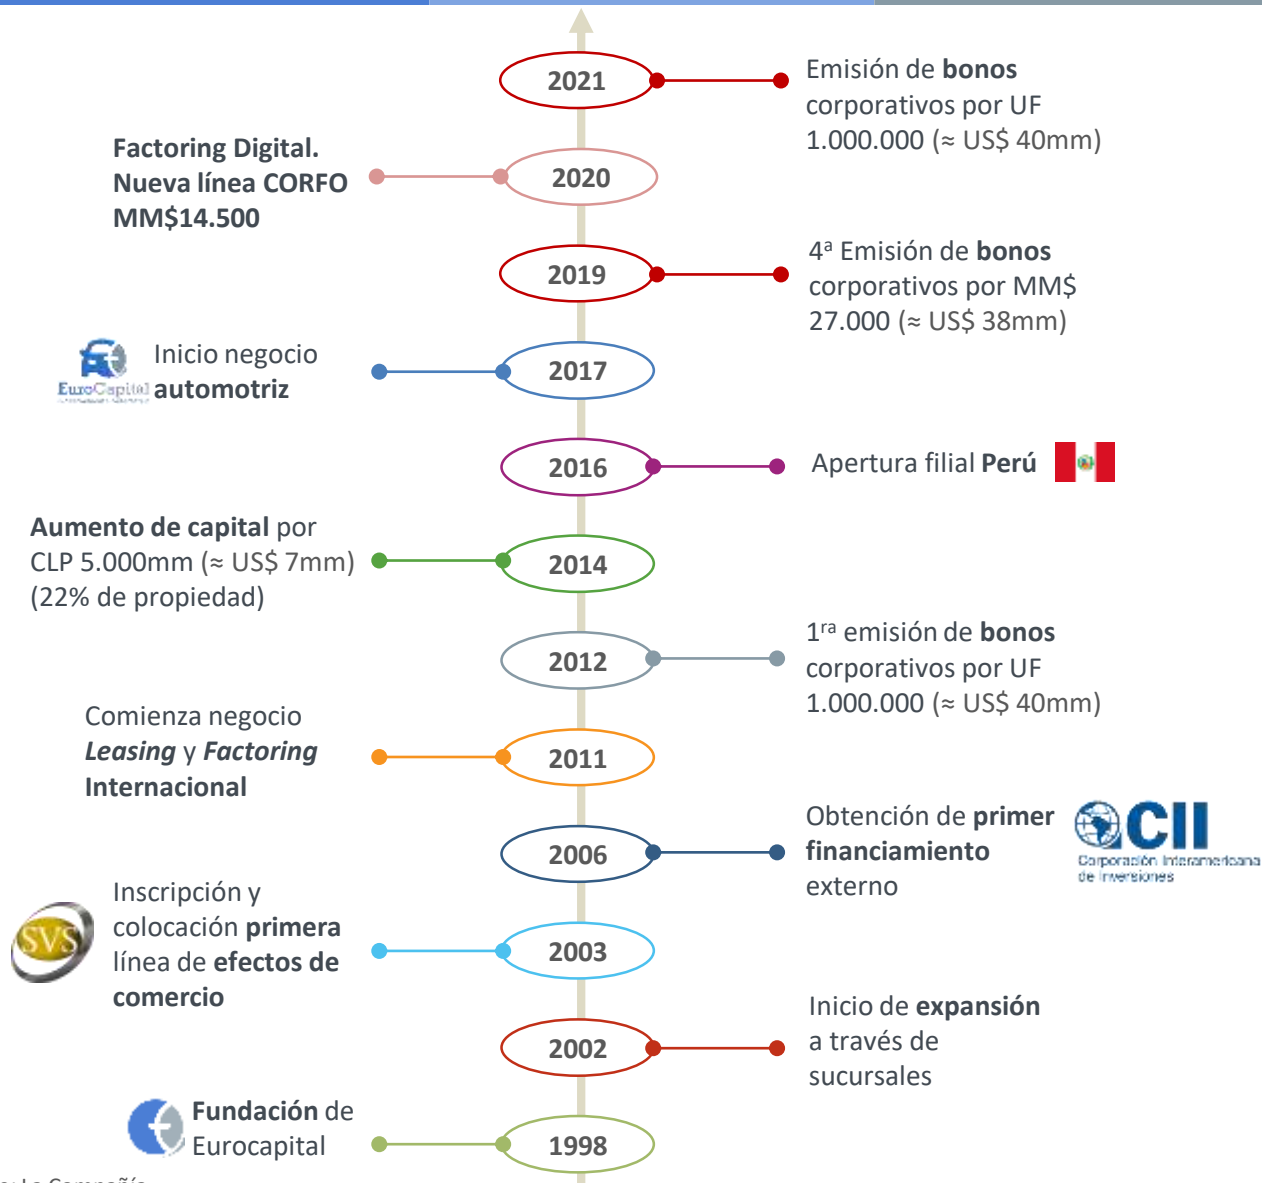 2021
Emisión de bonos
corporativos por UF
1.000.000 (≈ US$ 40mm)
Factoring Digital.
Nueva línea CORFO
MM$14.500
2020
2019
4ª Emisión de bonos
corporativos por MM$
27.000 (≈ US$ 38mm)
EuroCapital
Inicio negocio
automotriz
2017
2016
Apertura filial Perú
Aumento de capital por
CLP 5.000mm (≈ US$ 7mm)
(22% de propiedad)
2014
2012
1ra emisión de bonos
corporativos por UF
1.000.000 (≈ US$ 40mm)
Comienza negocio
Leasing y Factoring
Internacional
2011
2006
Obtención de primer
financiamiento
externo
CII
Corporación Interamericana
de Inversiones
SVS
Inscripción y
colocación primera
línea de efectos de
comercio
2003
2002
Inicio de expansión
a través de
sucursales
Fundación de
Eurocapital
1998
La Compañía